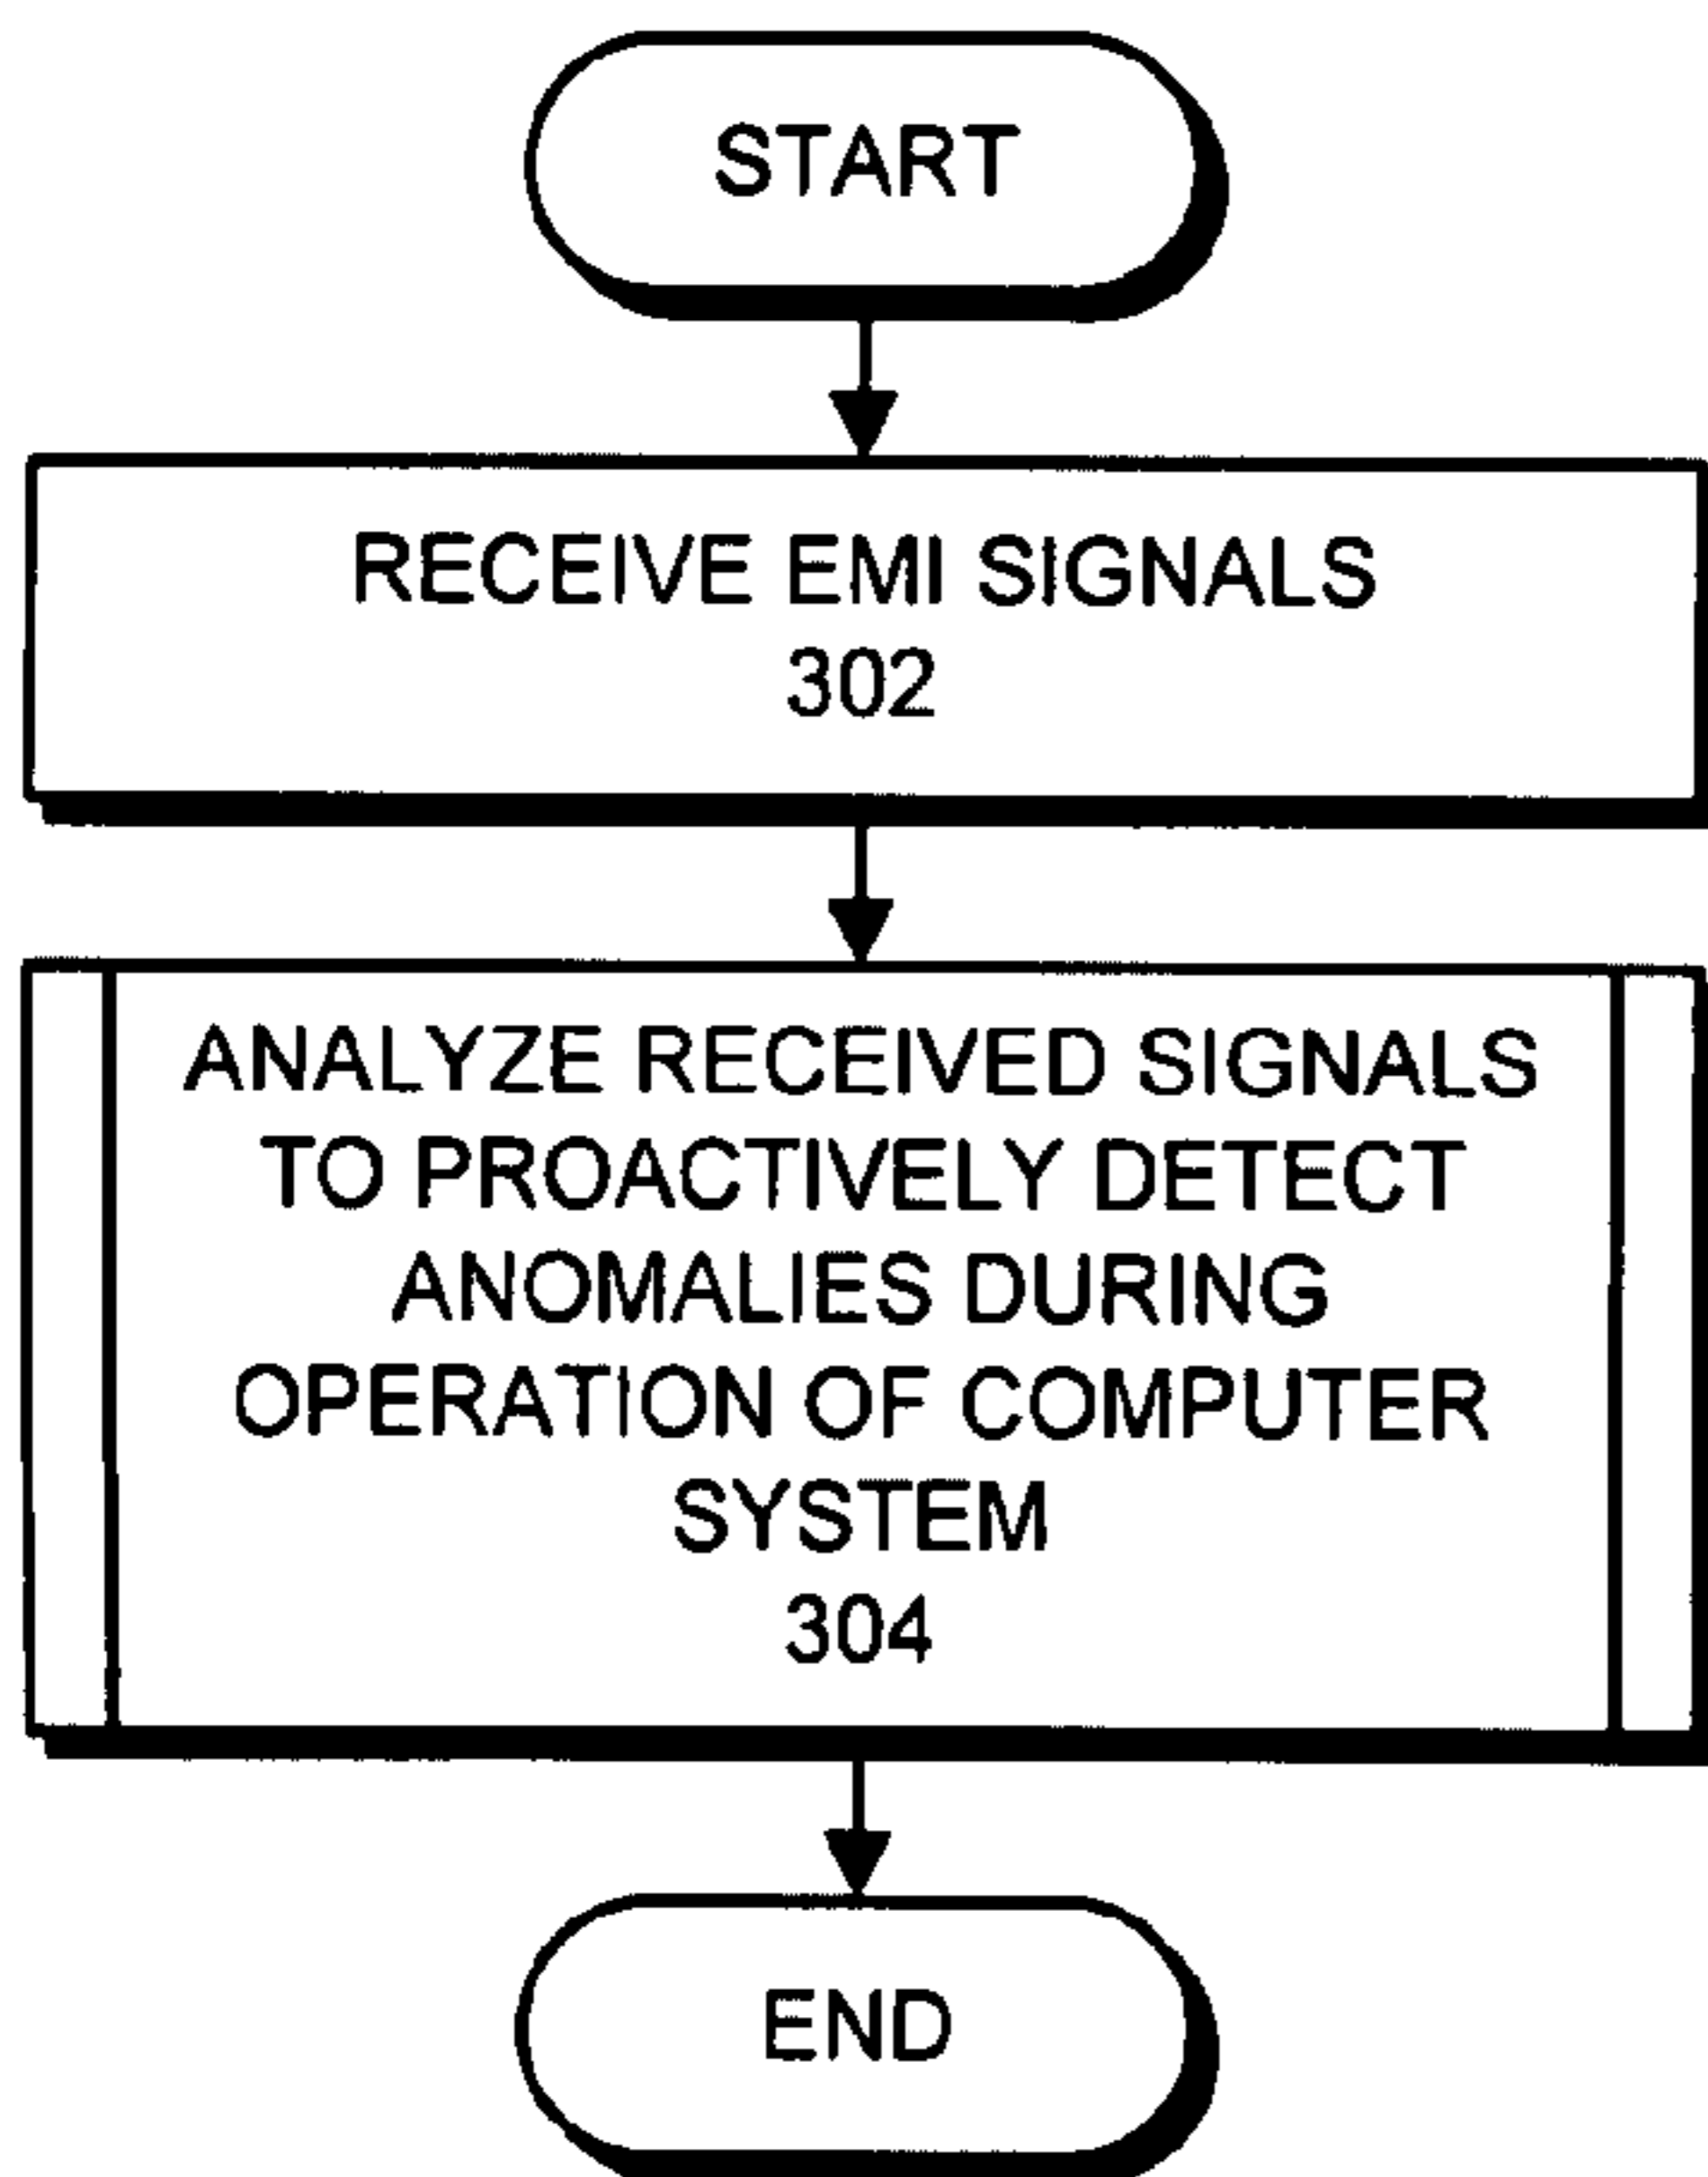 START
RECEIVE EMI SIGNALS
302
ANALYZE RECEIVED SIGNALS
TO PROACTIVELY DETECT
ANOMALIES DURING
OPERATION OF COMPUTER
SYSTEM
304
END